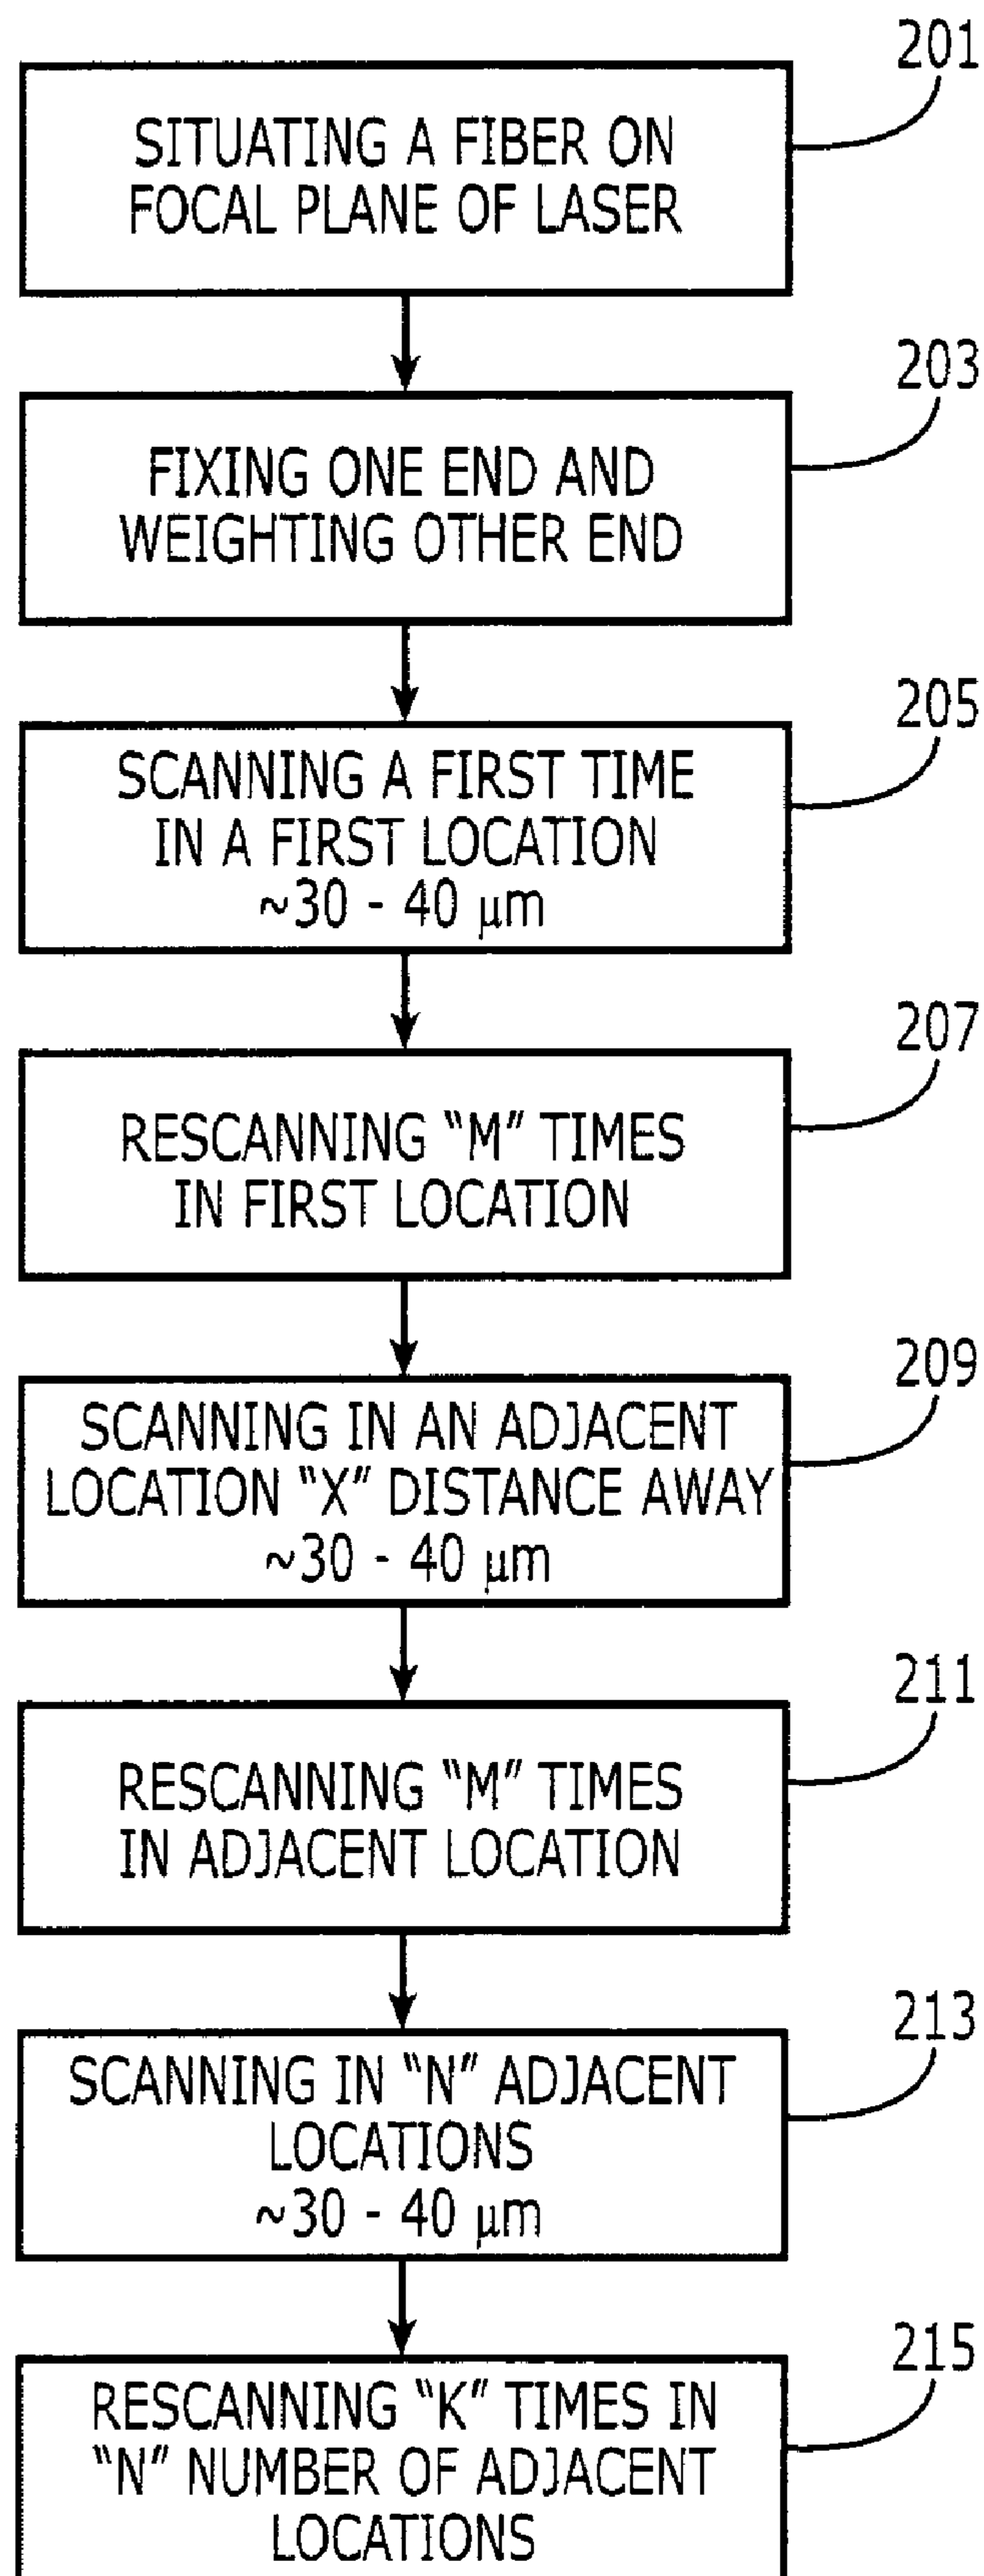 201
SITUATING A FIBER ON
FOCAL PLANE OF LASER
203
FIXING ONE END AND
WEIGHTING OTHER END
205
SCANNING A FIRST TIME
IN A FIRST LOCATION
~30 - 40 μm
207
RESCANNING “M” TIMES
IN FIRST LOCATION
209
SCANNING IN AN ADJACENT
LOCATION “X” DISTANCE AWAY
~30 - 40 μm
211
RESCANNING “M” TIMES
IN ADJACENT LOCATION
213
SCANNING IN “N” ADJACENT
LOCATIONS
~30 - 40 μm
215
RESCANNING “K” TIMES IN
“N” NUMBER OF ADJACENT
LOCATIONS